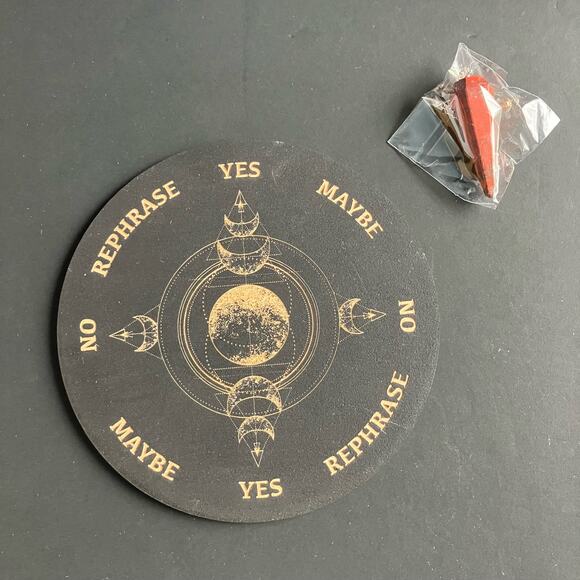 YES
MAYBE
NO
REPHRASE
YES
MAYBE
NO
REPHRASE